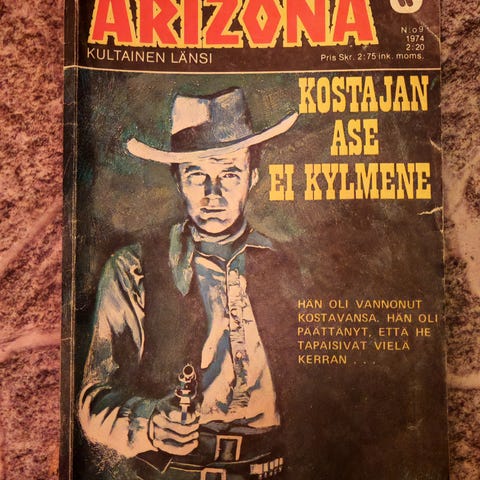 ARIZONA
KULTAINEN LÄNSI
N:o 9
1974
2:20
Pris Skr. 2:75 ink. moms.
KOSTAJAN
ASE
EI KYLMENE
HÄN OLI VANNONUT
KOSTAVANSA. HÄN OLI
PÄÄTTÄNYT, ETTÄ HE
TAPAISIVAT VIELÄ
KERRAN . . .